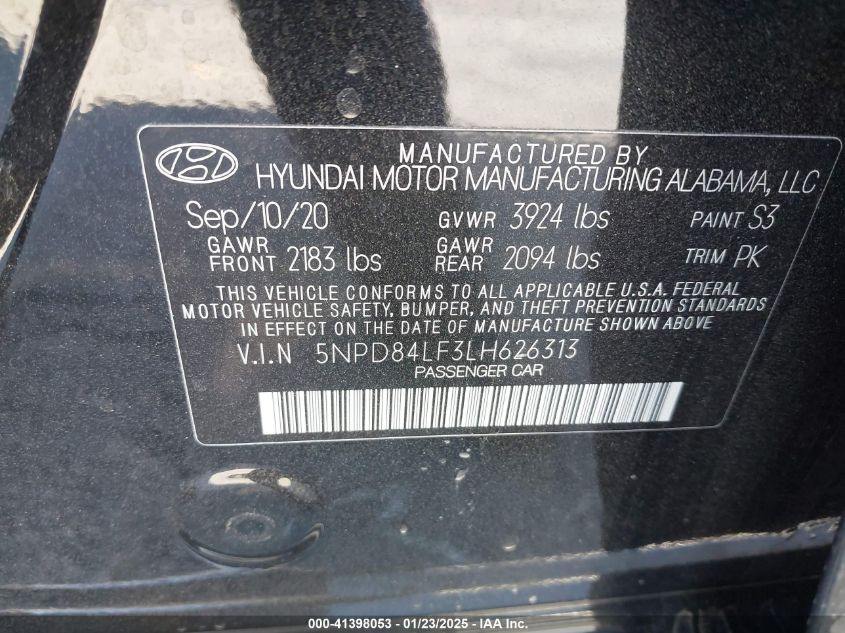 MANUFACTURED BY
HYUNDAI MOTOR MANUFACTURING ALABAMA, LLC
Sep/10/20 GVWR 3924 lbs PAINT S3
GAWR FRONT 2183 lbs GAWR REAR 2094 lbs TRIM PK
THIS VEHICLE CONFORMS TO ALL APPLICABLE U.S.A. FEDERAL
MOTOR VEHICLE SAFETY, BUMPER, AND THEFT PREVENTION STANDARDS
IN EFFECT ON THE DATE OF MANUFACTURE SHOWN ABOVE
V.I.N 5NPD84LF3LH626313
PASSENGER CAR
000-41398053 - 01/23/2025 - IAA Inc.